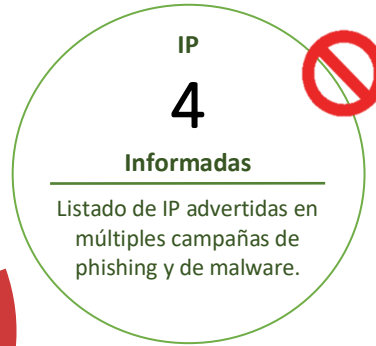 IP
4
Informadas
Listado de IP advertidas en
múltiples campañas de
phishing y de malware.